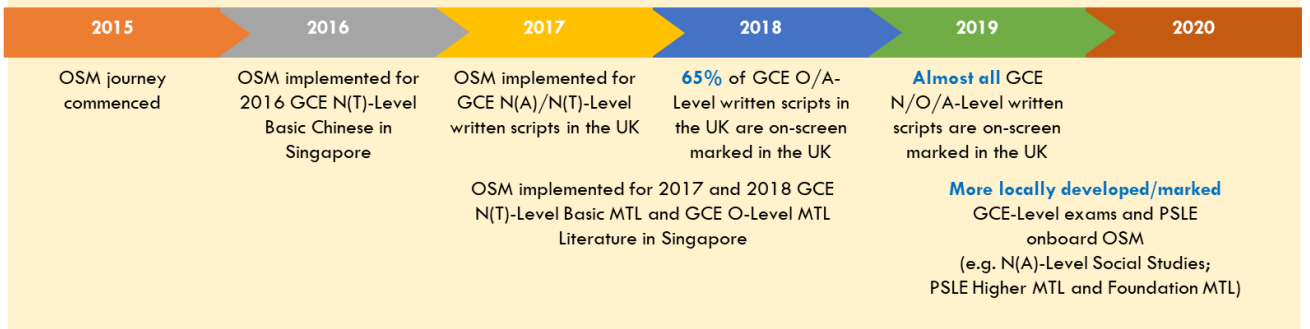 2015
2016
2017
2018
2019
2020
OSM journey
commenced
OSM implemented for
2016 GCE N(T)-Level
Basic Chinese in
Singapore
OSM implemented for
GCE N(A)/N(T)-Level
written scripts in the UK
65% of GCE O/A-
Level written scripts in
the UK are on-screen
marked in the UK
Almost all GCE
N/O/A-Level written
scripts are on-screen
marked in the UK
OSM implemented for 2017 and 2018 GCE
N(T)-Level Basic MTL and GCE O-Level MTL
Literature in Singapore
More locally developed/marked
GCE-Level exams and PSLE
onboard OSM
(e.g. N(A)-Level Social Studies;
PSLE Higher MTL and Foundation MTL)